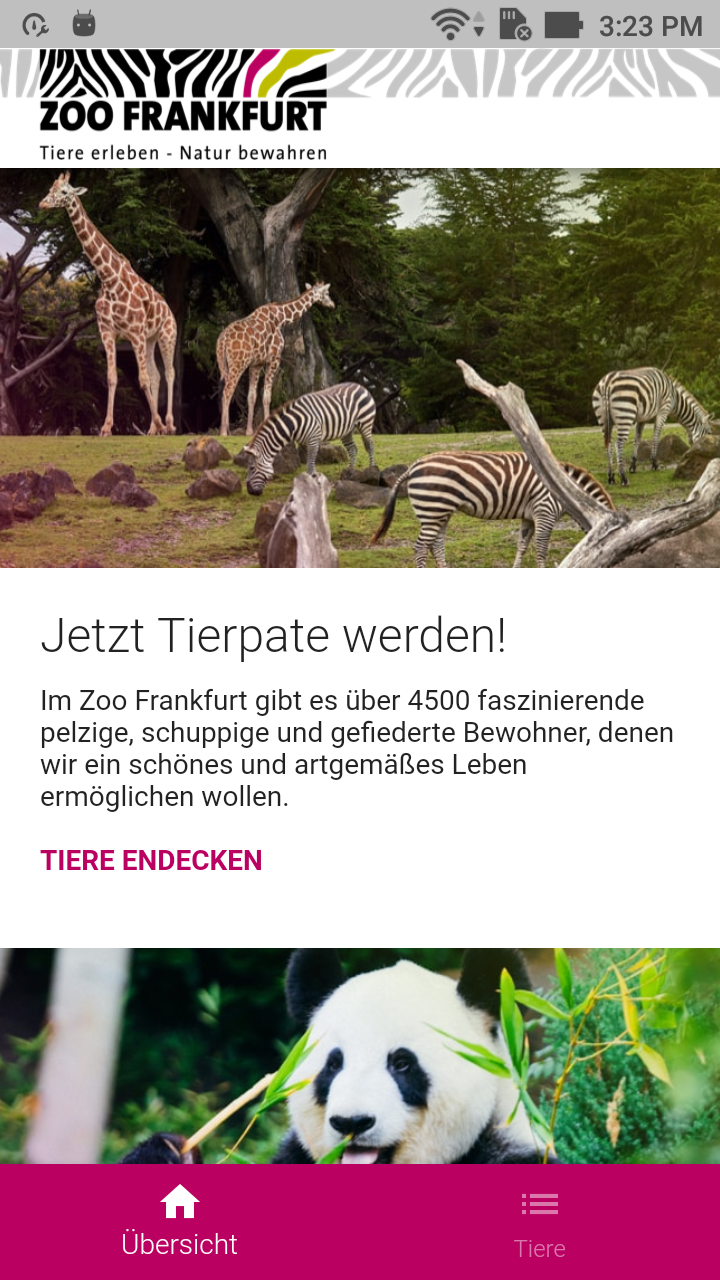 3:23 PM
ZOO FRANKFURT
Tiere erleben - Natur bewahren
Jetzt Tierpate werden!
Im Zoo Frankfurt gibt es über 4500 faszinierende
pelzige, schuppige und gefiederte Bewohner, denen
wir ein schönes und artgemäßes Leben
ermöglichen wollen.
TIERE ENDECKEN
Übersicht
Tiere